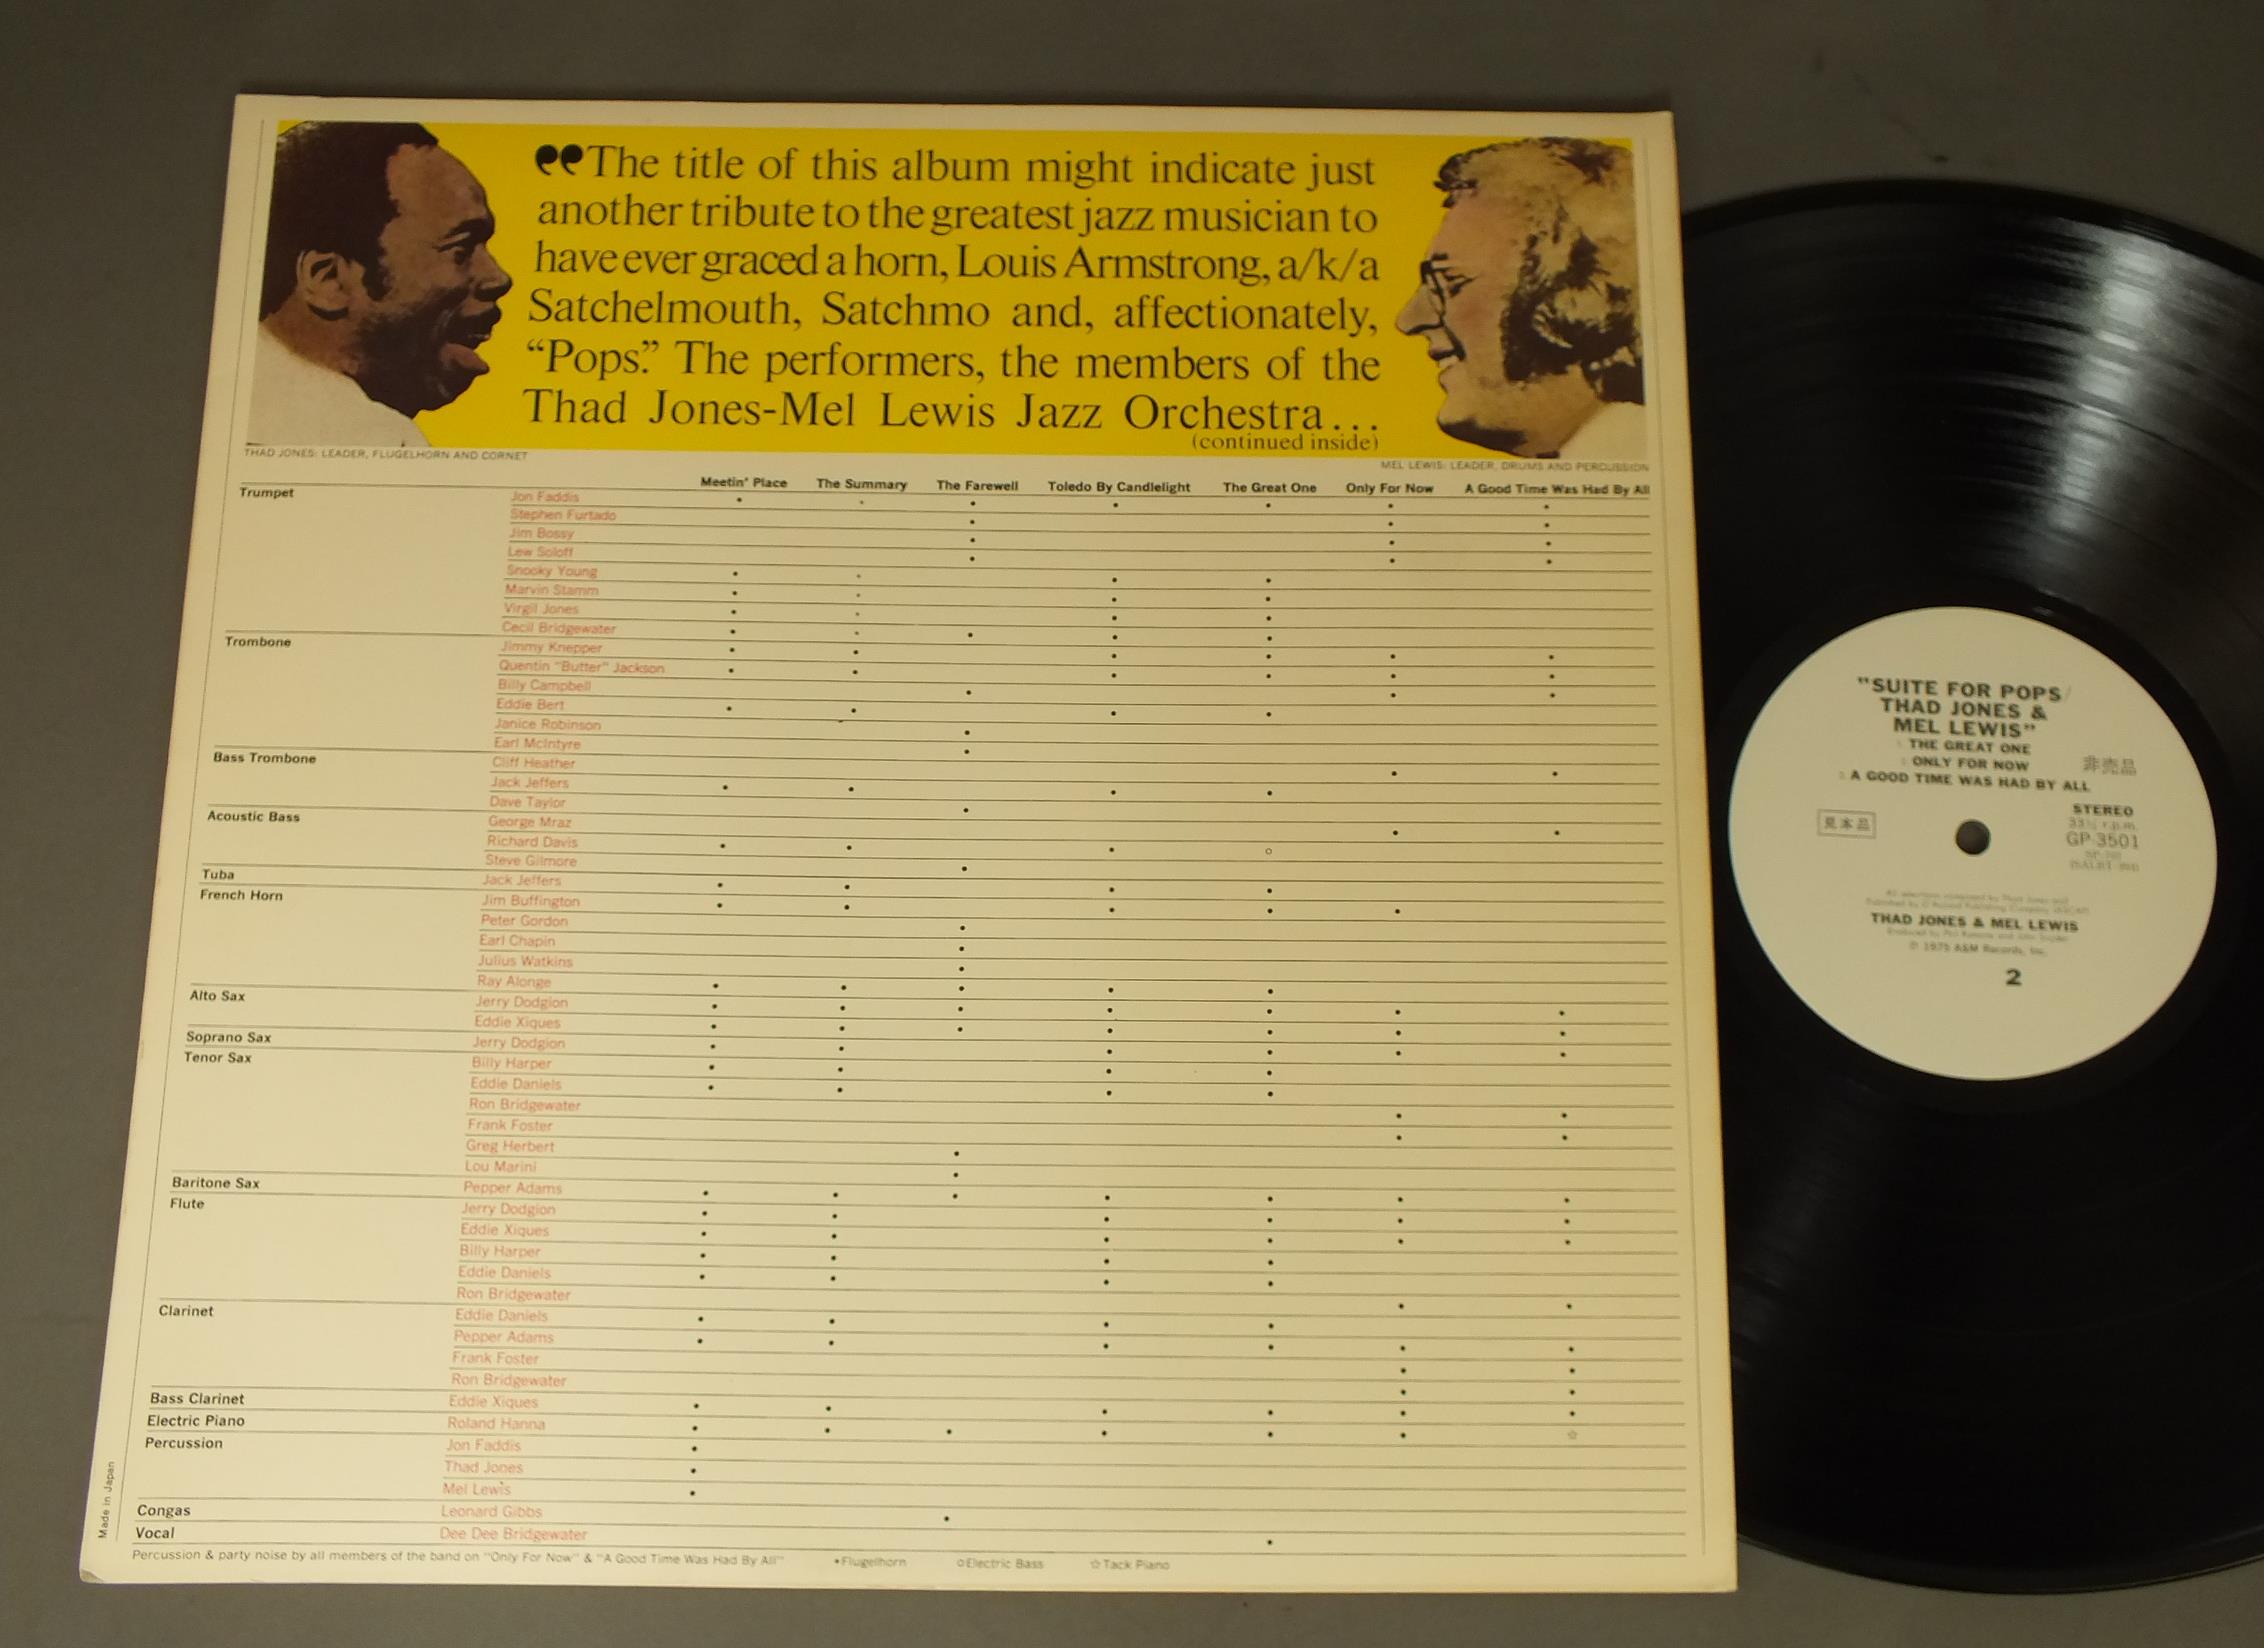 “The title of this album might indicate just
another tribute to the greatest jazz musician to
have ever graced a horn, Louis Armstrong, a/k/a
Satchelmouth, Satchmo and, affectionately,
“Pops.” The performers, the members of the
Thad Jones-Mel Lewis Jazz Orchestra...
(continued inside)
THAD JONES: LEADER, FLUGELHORN AND CORNET
MEL LEWIS: LEADER, DRUMS AND PERCUSSION
Meetin' Place The Summary The Farewell Toledo By Candlelight The Great One Only For Now A Good Time Was Had By All
Trumpet Jon Faddis
Stephen Furtado
Jim Bossy
Lew Soloff
Snooky Young
Marvin Stamm
Virgil Jones
Cecil Bridgewater
Trombone Jimmy Knepper
Quentin "Butter" Jackson
Billy Campbell
Eddie Bert
Janice Robinson
Earl McIntyre
Bass Trombone Cliff Heather
Jack Jeffers
Dave Taylor
Acoustic Bass George Mraz
Richard Davis
Steve Gilmore
Tuba Jack Jeffers
French Horn Jim Buffington
Peter Gordon
Earl Chapin
Julius Watkins
Ray Alonge
Alto Sax Jerry Dodgion
Eddie Xiques
Soprano Sax Jerry Dodgion
Tenor Sax Billy Harper
Eddie Daniels
Ron Bridgewater
Frank Foster
Greg Herbert
Lou Marini
Baritone Sax Pepper Adams
Flute Jerry Dodgion
Eddie Xiques
Billy Harper
Eddie Daniels
Ron Bridgewater
Clarinet Eddie Daniels
Pepper Adams
Frank Foster
Ron Bridgewater
Bass Clarinet Eddie Xiques
Electric Piano Roland Hanna
Percussion Jon Faddis
Thad Jones
Mel Lewis
Congas Leonard Gibbs
Vocal Dee Dee Bridgewater
Percussion & party noise by all members of the band on "Only For Now" & "A Good Time Was Had By All" •Flugelhorn ○Electric Bass ☆Tack Piano
Made in Japan
"SUITE FOR POPS/
THAD JONES &
MEL LEWIS"
THE GREAT ONE
ONLY FOR NOW
A GOOD TIME WAS HAD BY ALL
非売品
見本品
STEREO
33⅓ r.p.m.
GP-3501
THAD JONES & MEL LEWIS
℗ 1975 A&M Records, Inc.
2